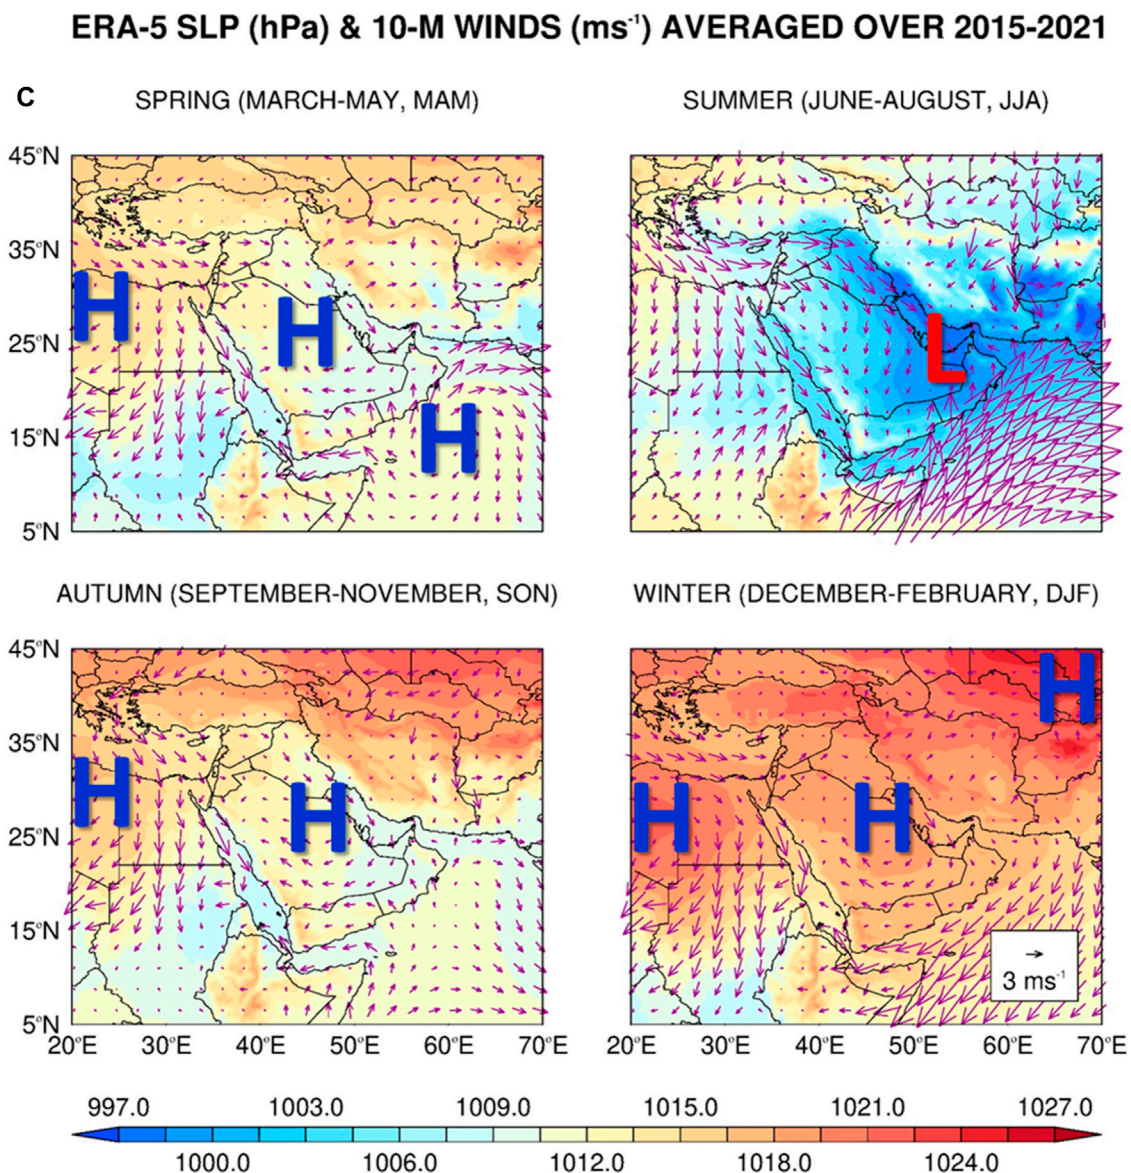 ERA-5 SLP (hPa) & 10-M WINDS (ms⁻¹) AVERAGED OVER 2015-2021
C
SPRING (MARCH-MAY, MAM)
SUMMER (JUNE-AUGUST, JJA)
45°N
35°N
25°N
15°N
5°N
H
H
H
L
AUTUMN (SEPTEMBER-NOVEMBER, SON)
WINTER (DECEMBER-FEBRUARY, DJF)
45°N
35°N
25°N
15°N
5°N
H
H
H
H
H
3 ms⁻¹
20°E 30°E 40°E 50°E 60°E 70°E
20°E 30°E 40°E 50°E 60°E 70°E
997.0 1003.0 1009.0 1015.0 1021.0 1027.0
1000.0 1006.0 1012.0 1018.0 1024.0